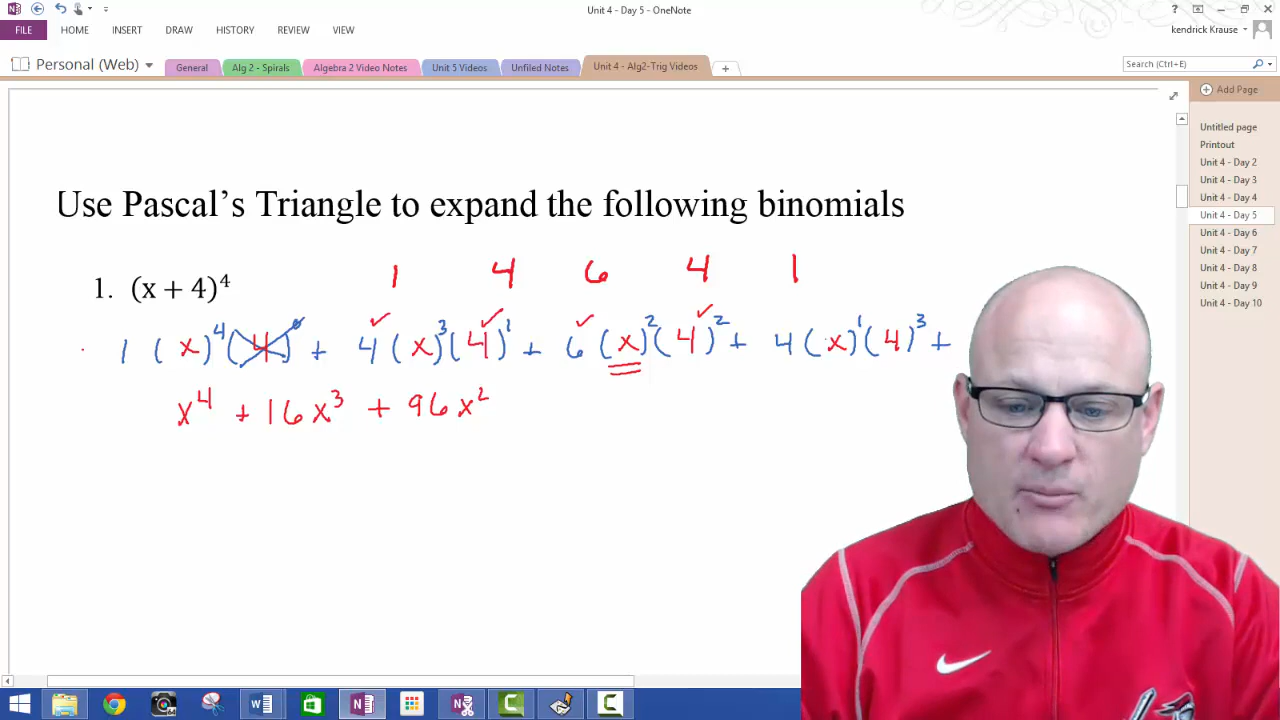 Unit 4 - Day 5 - OneNote
FILE HOME INSERT DRAW HISTORY REVIEW VIEW
kendrick Krause
Personal (Web) General Alg 2 - Spirals Algebra 2 Video Notes Unit 5 Videos Unfiled Notes Unit 4 - Alg2-Trig Videos +
Search (Ctrl+E)
Add Page
Untitled page
Printout
Unit 4 - Day 2
Unit 4 - Day 3
Unit 4 - Day 4
Unit 4 - Day 5
Unit 4 - Day 6
Unit 4 - Day 7
Unit 4 - Day 8
Unit 4 - Day 9
Unit 4 - Day 10
Use Pascal's Triangle to expand the following binomials
1 4 6 4 1
1. (x + 4)⁴
1 (x)⁴(4)⁰ + 4(x)³(4)¹ + 6(x)²(4)² + 4(x)¹(4)³ +
x⁴ + 16x³ + 96x²